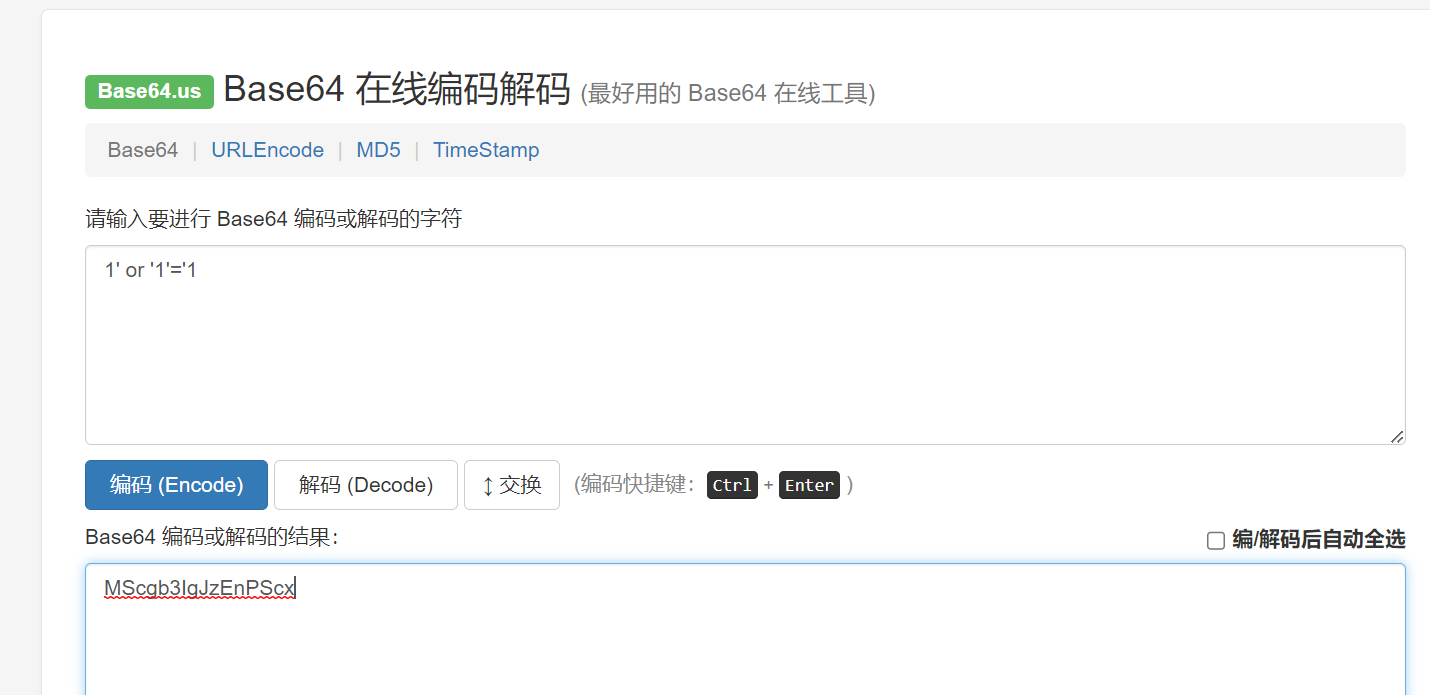 Base64.us Base64 在线编码解码 (最好用的 Base64 在线工具)
Base64 | URLEncode | MD5 | TimeStamp
请输入要进行 Base64 编码或解码的字符
1' or '1'='1
编码 (Encode) 解码 (Decode) ↕ 交换 (编码快捷键： Ctrl + Enter )
Base64 编码或解码的结果： 编/解码后自动全选
MScgb3IgJzEnPScx